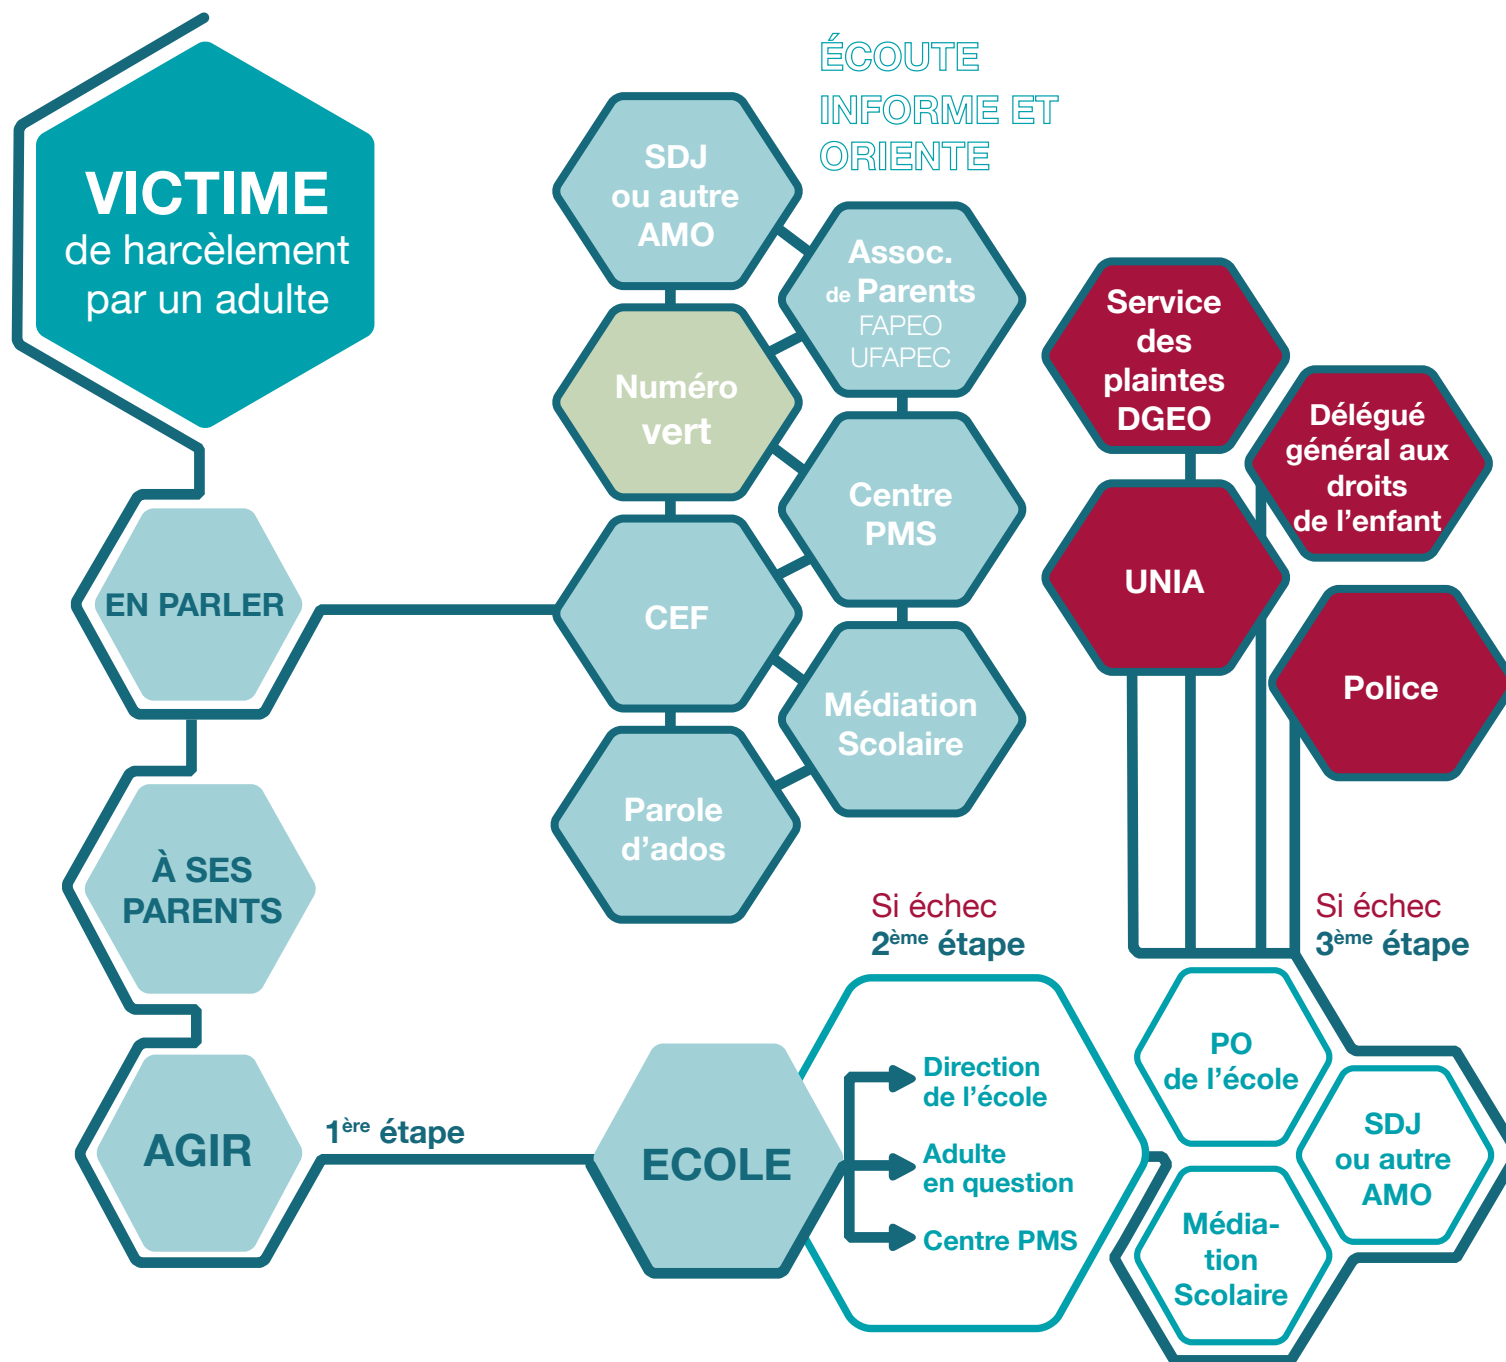 VICTIME
de harcèlement
par un adulte
EN PARLER
À SES
PARENTS
AGIR
ÉCOUTE
INFORME ET
ORIENTE
SDJ
ou autre
AMO
Assoc.
de Parents
FAPEO
UFAPEC
Numéro
vert
Centre
PMS
CEF
Médiation
Scolaire
Parole
d’ados
Service
des
plaintes
DGEO
Délégué
général aux
droits
de l’enfant
UNIA
Police
1ère étape
ECOLE
Si échec
2ème étape
Direction
de l’école
Adulte
en question
Centre PMS
Si échec
3ème étape
PO
de l’école
SDJ
ou autre
AMO
Média-
tion
Scolaire